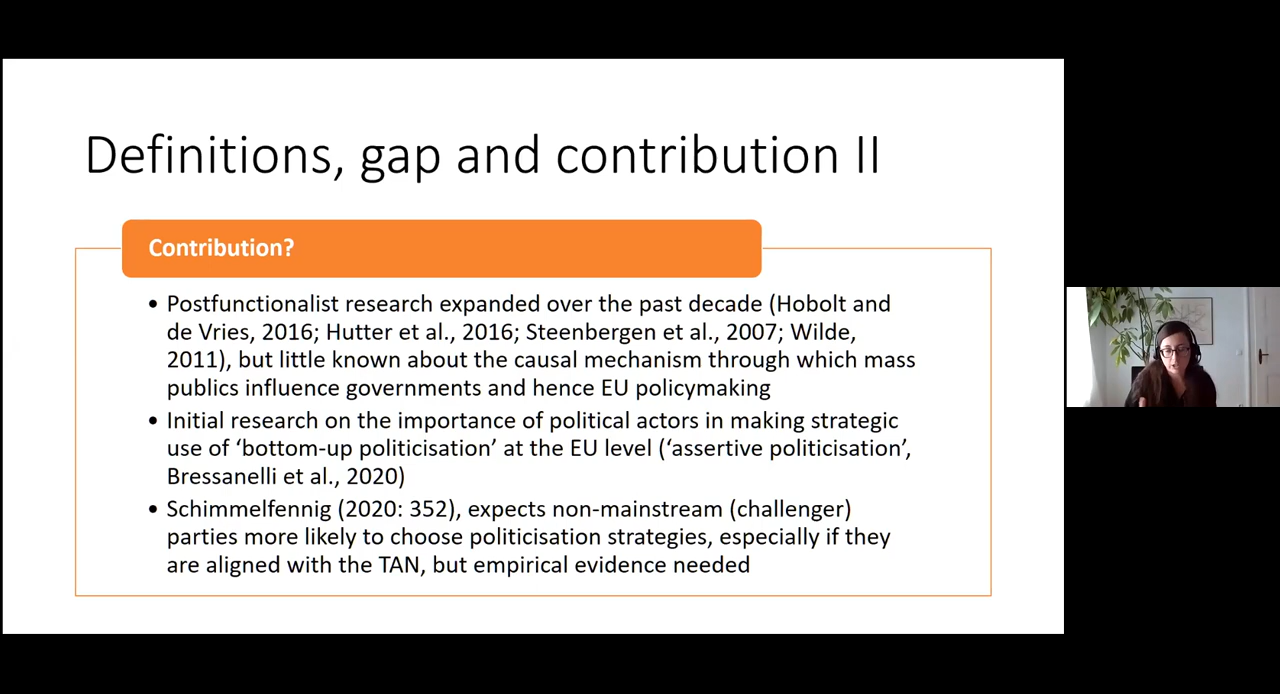 Definitions, gap and contribution II
Contribution?
• Postfunctionalist research expanded over the past decade (Hobolt and
de Vries, 2016; Hutter et al., 2016; Steenbergen et al., 2007; Wilde,
2011), but little known about the causal mechanism through which mass
publics influence governments and hence EU policymaking
• Initial research on the importance of political actors in making strategic
use of ‘bottom-up politicisation’ at the EU level (‘assertive politicisation’,
Bressanelli et al., 2020)
• Schimmelfennig (2020: 352), expects non-mainstream (challenger)
parties more likely to choose politicisation strategies, especially if they
are aligned with the TAN, but empirical evidence needed